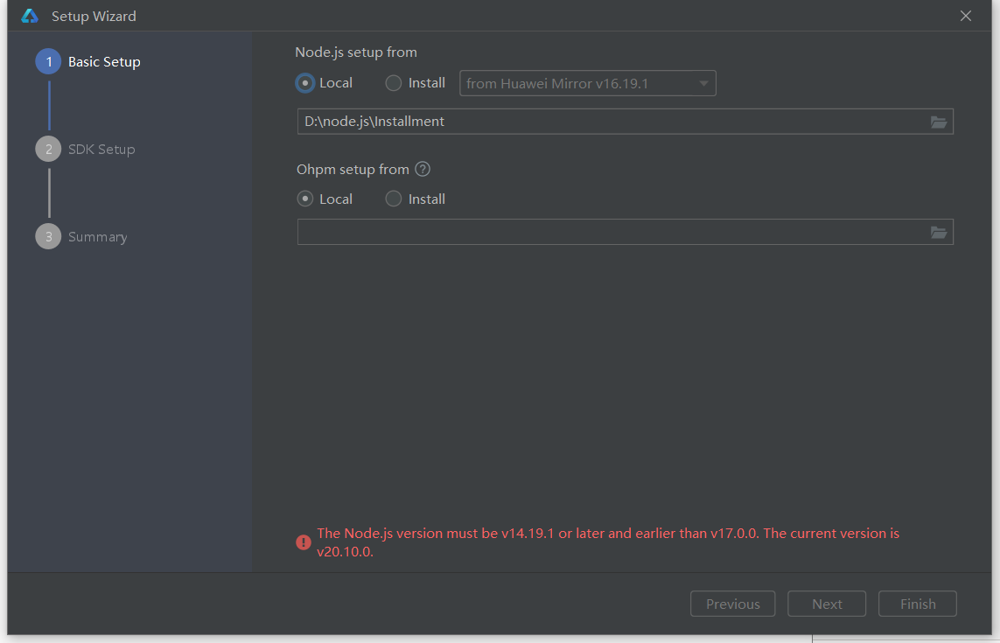 Setup Wizard
1 Basic Setup
2 SDK Setup
3 Summary
Node.js setup from
Local Install from Huawei Mirror v16.19.1
D:\node.js\Installment
Ohpm setup from ?
Local Install
! The Node.js version must be v14.19.1 or later and earlier than v17.0.0. The current version is
v20.10.0.
Previous Next Finish